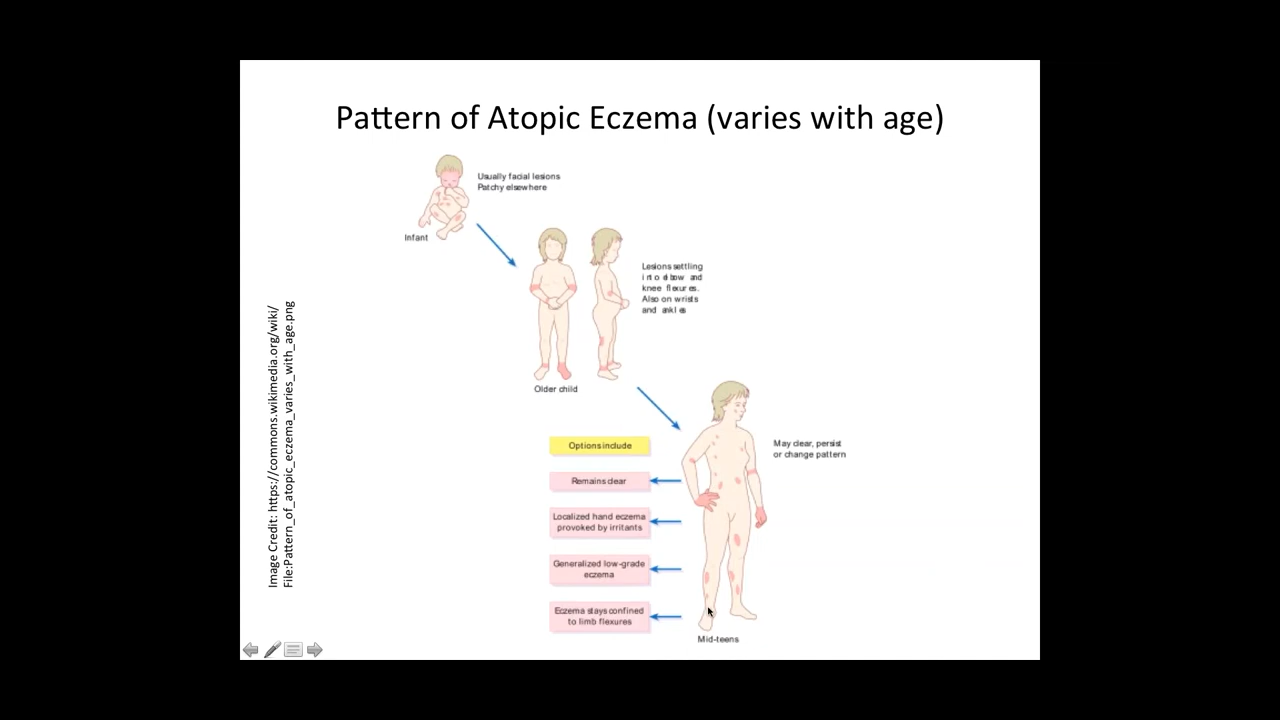 Pattern of Atopic Eczema (varies with age)
Usually facial lesions
Patchy elsewhere
Infant
Lesions settling
into elbow and
knee flexures.
Also on wrists
and ankles
Older child
May clear, persist
or change pattern
Options include
Remains clear
Localized hand eczema
provoked by irritants
Generalized low-grade
eczema
Eczema stays confined
to limb flexures
Mid-teens
Image Credit: https://commons.wikimedia.org/wiki/
File:Pattern_of_atopic_eczema_varies_with_age.png